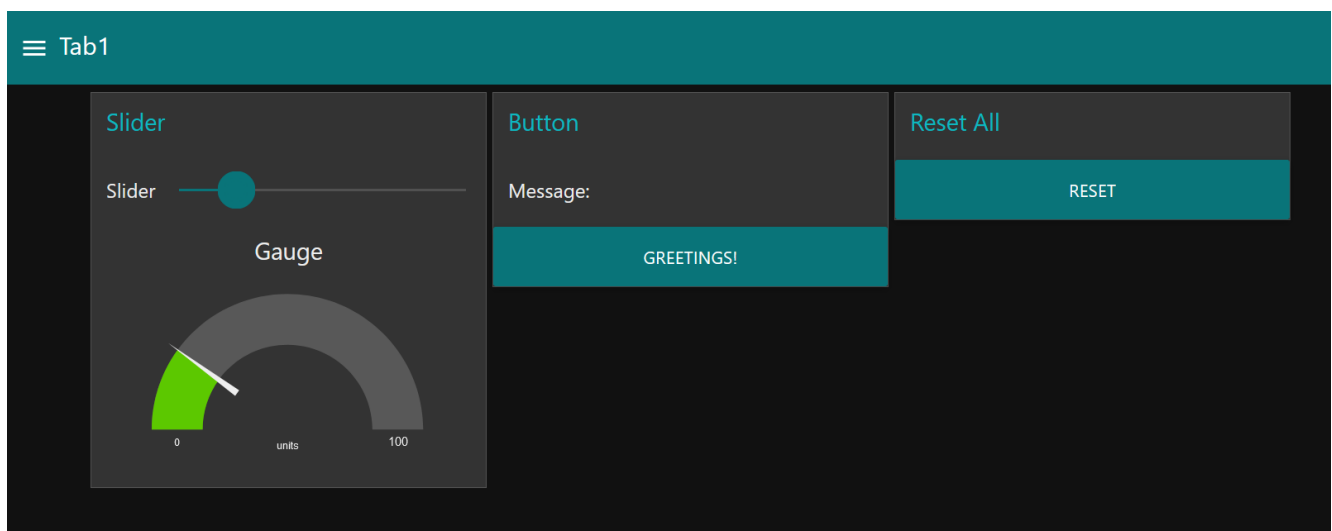 Tab1
Slider
Slider
Gauge
0
units
100
Button
Message:
GREETINGS!
Reset All
RESET